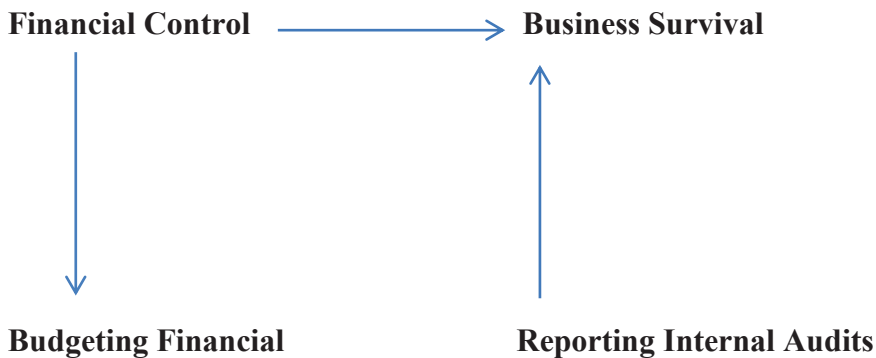 Financial Control Business Survival
Budgeting Financial Reporting Internal Audits